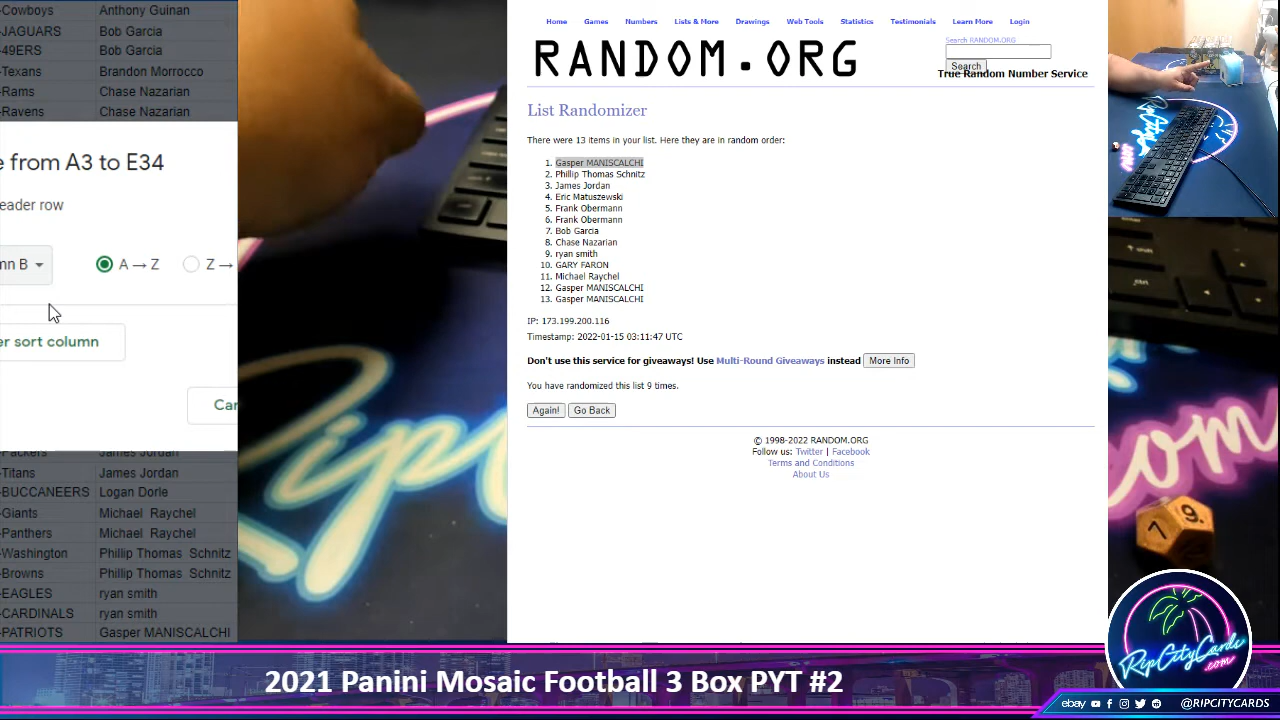 -Cowboys Anthony Guinan
-JAGUARS Bob Garcia
-49ERS Bob Garcia
-Texans Brandon Morrocco
-Rams Chase Nazarian
-Ravens Chase Nazarian
e from A3 to E34
eader row
mn B A → Z Z →
er sort column
Can
-Packers James Jordan
-Titans James Jordan
-BUCCANEERS Logan Dorle
-Giants Michael Raychel
-Panthers Michael Raychel
-Washington Phillip Thomas Schnitz
-Browns Phillip Thomas Schnitz
-EAGLES ryan smith
-CARDINALS ryan smith
-PATRIOTS Gasper MANISCALCHI
Home Games Numbers Lists & More Drawings Web Tools Statistics Testimonials Learn More Login
RANDOM.ORG
Search RANDOM.ORG
Search
True Random Number Service
List Randomizer
There were 13 items in your list. Here they are in random order:
1. Gasper MANISCALCHI
2. Phillip Thomas Schnitz
3. James Jordan
4. Eric Matuszewski
5. Frank Obermann
6. Frank Obermann
7. Bob Garcia
8. Chase Nazarian
9. ryan smith
10. GARY FARON
11. Michael Raychel
12. Gasper MANISCALCHI
13. Gasper MANISCALCHI
IP: 173.199.200.116
Timestamp: 2022-01-15 03:11:47 UTC
Don't use this service for giveaways! Use Multi-Round Giveaways instead More Info
You have randomized this list 9 times.
Again! Go Back
© 1998-2022 RANDOM.ORG
Follow us: Twitter | Facebook
Terms and Conditions
About Us
7 9
2021 Panini Mosaic Football 3 Box PYT #2
RipCityCards
.com
ebay @RIPCITYCARDS